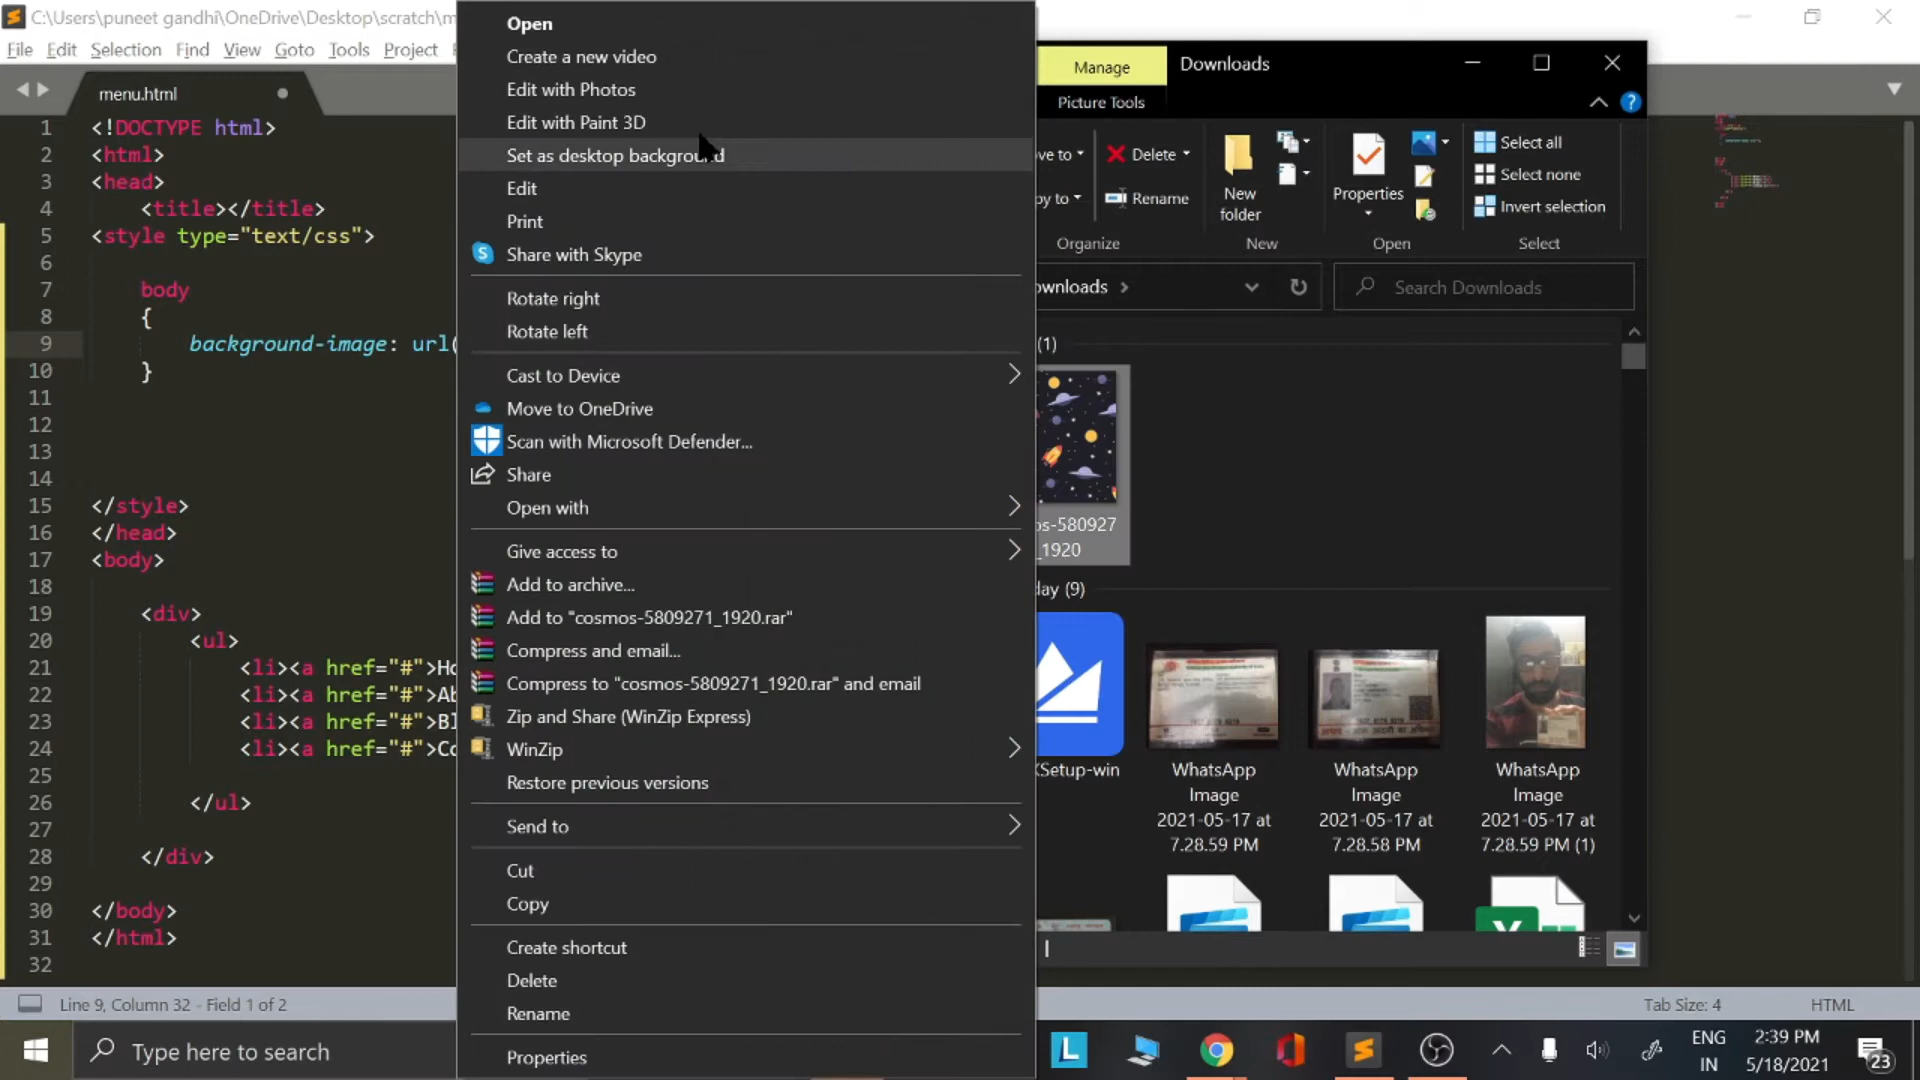 C:\Users\puneet gandhi\OneDrive\Desktop\scratch\m
File Edit Selection Find View Goto Tools Project
menu.html
1 <!DOCTYPE html>
2 <html>
3 <head>
4 <title></title>
5 <style type="text/css">
6
7 body
8 {
9 background-image: url(
10 }
11
12
13
14
15 </style>
16 </head>
17 <body>
18
19 <div>
20 <ul>
21 <li><a href="#">Ho
22 <li><a href="#">Ab
23 <li><a href="#">Bl
24 <li><a href="#">Co
25
26 </ul>
27
28 </div>
29
30 </body>
31 </html>
32
Line 9, Column 32 - Field 1 of 2
Open
Create a new video
Edit with Photos
Edit with Paint 3D
Set as desktop background
Edit
Print
Share with Skype
Rotate right
Rotate left
Cast to Device
Move to OneDrive
Scan with Microsoft Defender...
Share
Open with
Give access to
Add to archive...
Add to "cosmos-5809271_1920.rar"
Compress and email...
Compress to "cosmos-5809271_1920.rar" and email
Zip and Share (WinZip Express)
WinZip
Restore previous versions
Send to
Cut
Copy
Create shortcut
Delete
Rename
Properties
Manage
Downloads
Picture Tools
ve to
Delete
py to
Rename
New
folder
Properties
Select all
Select none
Invert selection
Organize
New
Open
Select
ownloads
Search Downloads
(1)
os-580927
_1920
day (9)
KSetup-win
WhatsApp
Image
2021-05-17 at
7.28.59 PM
WhatsApp
Image
2021-05-17 at
7.28.58 PM
WhatsApp
Image
2021-05-17 at
7.28.59 PM (1)
Tab Size: 4
HTML
Type here to search
ENG
IN
2:39 PM
5/18/2021
23